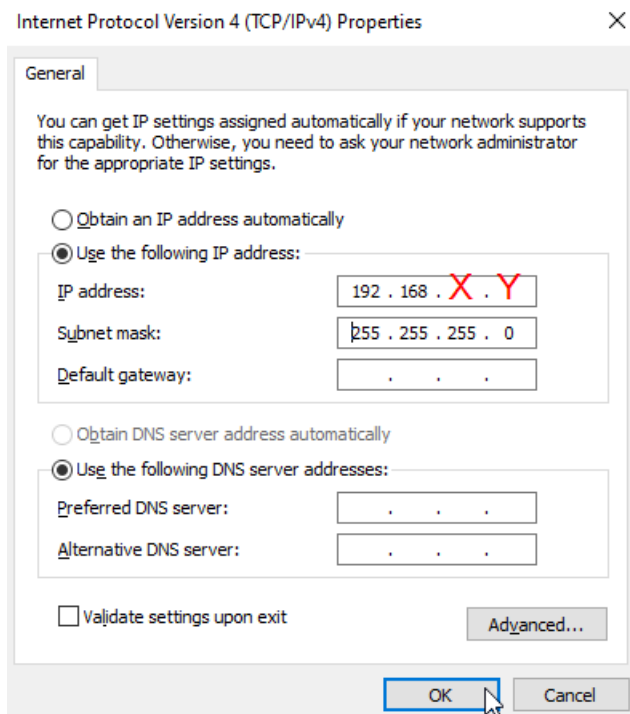 Internet Protocol Version 4 (TCP/IPv4) Properties
General
You can get IP settings assigned automatically if your network supports
this capability. Otherwise, you need to ask your network administrator
for the appropriate IP settings.
Obtain an IP address automatically
Use the following IP address:
IP address: 192 . 168 . X . Y
Subnet mask: 255 . 255 . 255 . 0
Default gateway: . . .
Obtain DNS server address automatically
Use the following DNS server addresses:
Preferred DNS server: . . .
Alternative DNS server: . . .
Validate settings upon exit
Advanced...
OK Cancel